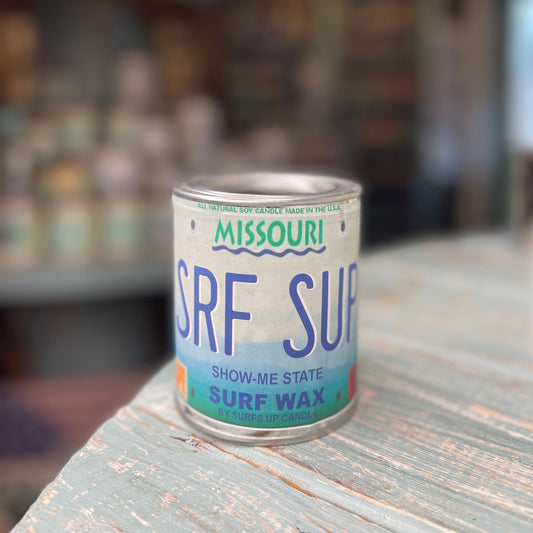 ALL NATURAL SOY CANDLE MADE IN THE U.S.A.
MISSOURI
SRF SUP
SHOW-ME STATE
SURF WAX
BY SURFS UP CANDLE